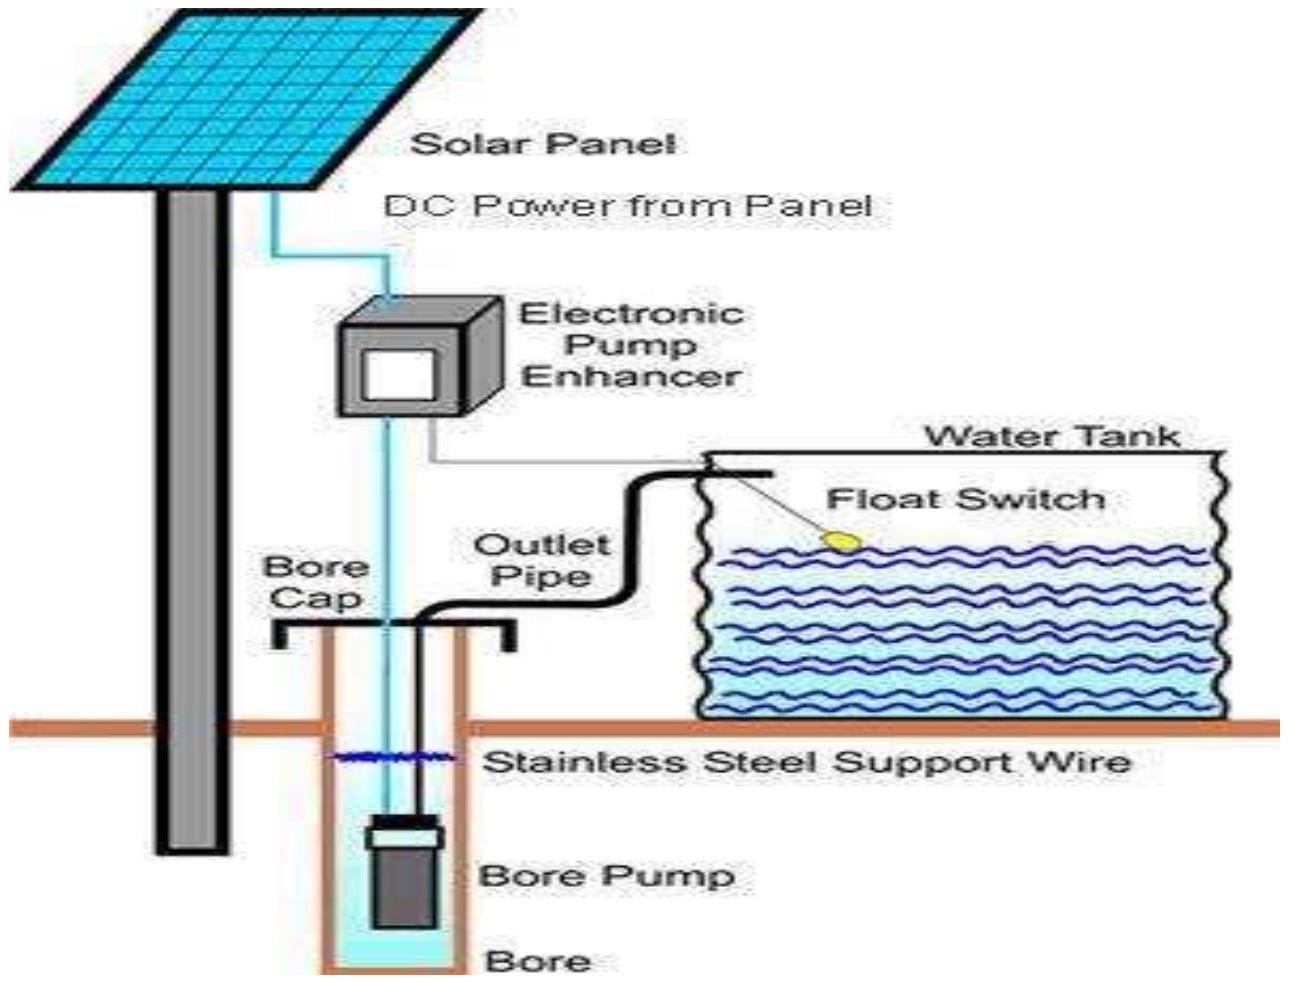 Solar Panel
DC Power from Panel
Electronic
Pump
Enhancer
Water Tank
Float Switch
Outlet
Pipe
Bore
Cap
Stainless Steel Support Wire
Bore Pump
Bore